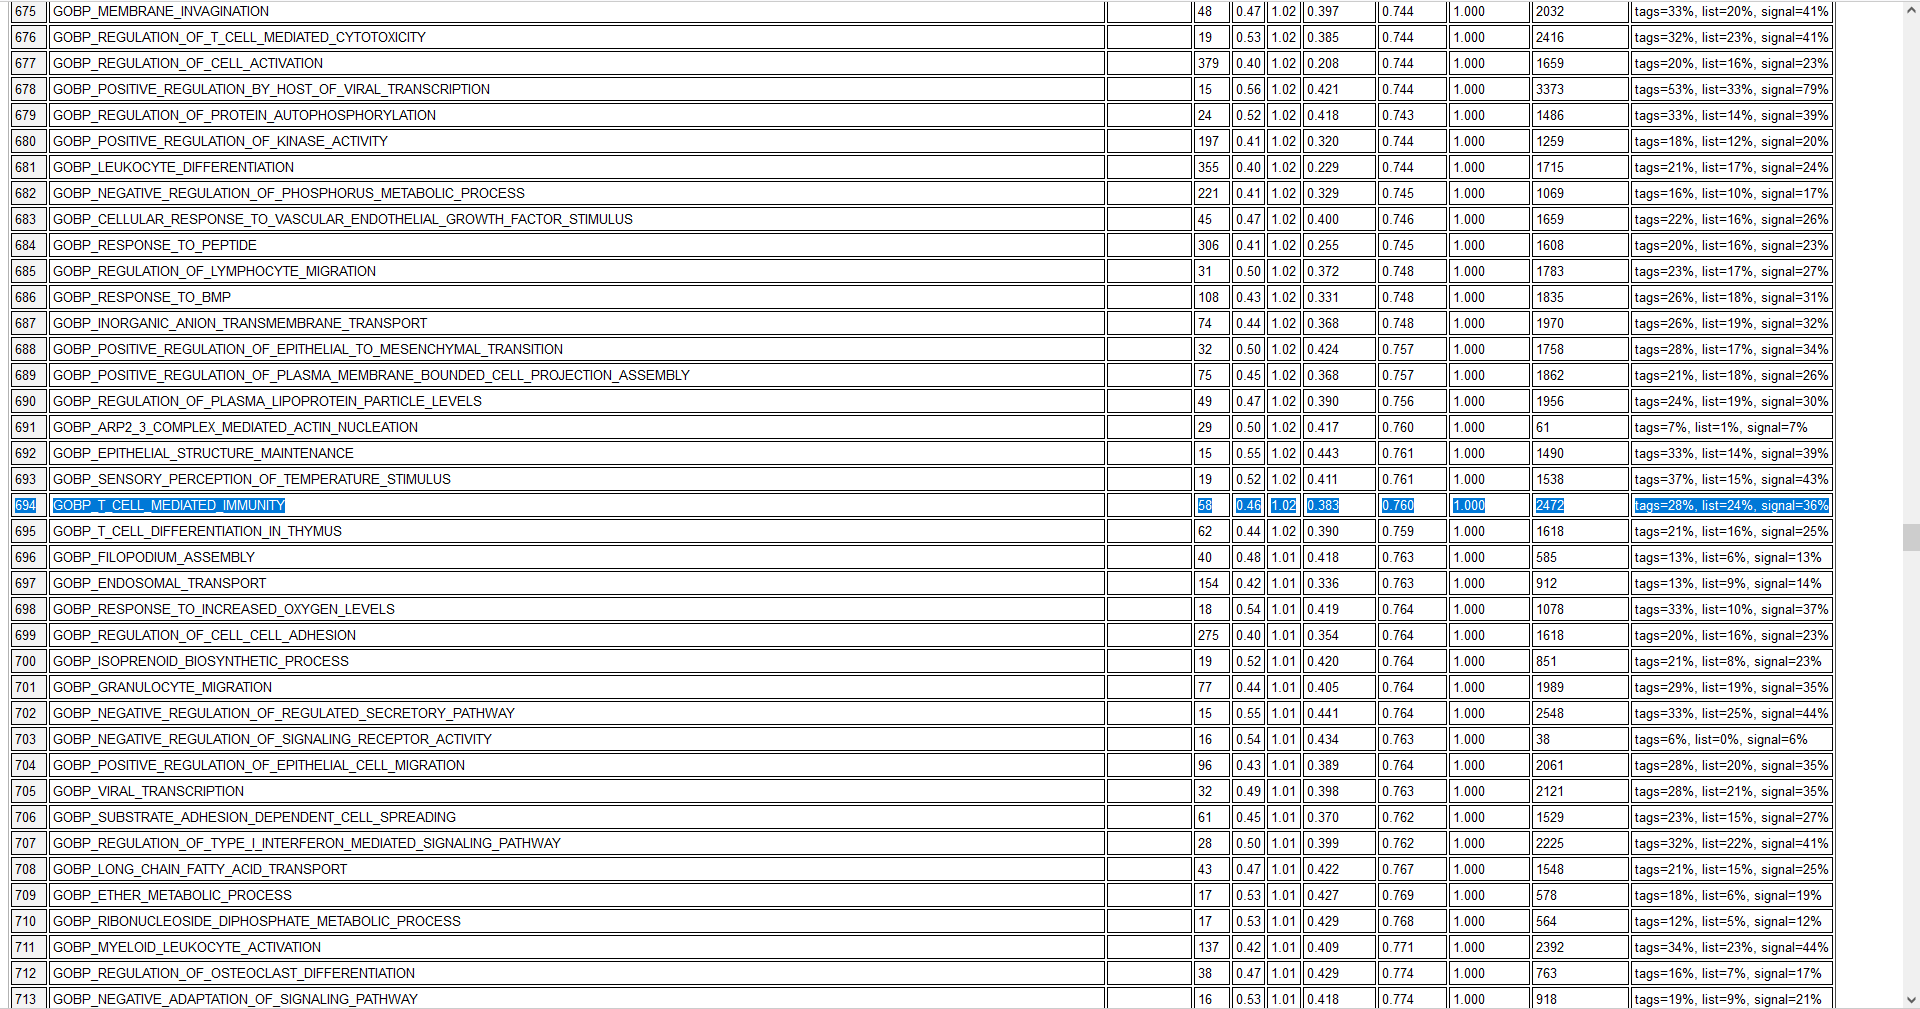 675 GOBP_MEMBRANE_INVAGINATION 48 0.47 1.02 0.397 0.744 1.000 2032 tags=33%, list=20%, signal=41%
676 GOBP_REGULATION_OF_T_CELL_MEDIATED_CYTOTOXICITY 19 0.53 1.02 0.385 0.744 1.000 2416 tags=32%, list=23%, signal=41%
677 GOBP_REGULATION_OF_CELL_ACTIVATION 379 0.40 1.02 0.208 0.744 1.000 1659 tags=20%, list=16%, signal=23%
678 GOBP_POSITIVE_REGULATION_BY_HOST_OF_VIRAL_TRANSCRIPTION 15 0.56 1.02 0.421 0.744 1.000 3373 tags=53%, list=33%, signal=79%
679 GOBP_REGULATION_OF_PROTEIN_AUTOPHOSPHORYLATION 24 0.52 1.02 0.418 0.743 1.000 1486 tags=33%, list=14%, signal=39%
680 GOBP_POSITIVE_REGULATION_OF_KINASE_ACTIVITY 197 0.41 1.02 0.320 0.744 1.000 1259 tags=18%, list=12%, signal=20%
681 GOBP_LEUKOCYTE_DIFFERENTIATION 355 0.40 1.02 0.229 0.744 1.000 1715 tags=21%, list=17%, signal=24%
682 GOBP_NEGATIVE_REGULATION_OF_PHOSPHORUS_METABOLIC_PROCESS 221 0.41 1.02 0.329 0.745 1.000 1069 tags=16%, list=10%, signal=17%
683 GOBP_CELLULAR_RESPONSE_TO_VASCULAR_ENDOTHELIAL_GROWTH_FACTOR_STIMULUS 45 0.47 1.02 0.400 0.746 1.000 1659 tags=22%, list=16%, signal=26%
684 GOBP_RESPONSE_TO_PEPTIDE 306 0.41 1.02 0.255 0.745 1.000 1608 tags=20%, list=16%, signal=23%
685 GOBP_REGULATION_OF_LYMPHOCYTE_MIGRATION 31 0.50 1.02 0.372 0.748 1.000 1783 tags=23%, list=17%, signal=27%
686 GOBP_RESPONSE_TO_BMP 108 0.43 1.02 0.331 0.748 1.000 1835 tags=26%, list=18%, signal=31%
687 GOBP_INORGANIC_ANION_TRANSMEMBRANE_TRANSPORT 74 0.44 1.02 0.368 0.748 1.000 1970 tags=26%, list=19%, signal=32%
688 GOBP_POSITIVE_REGULATION_OF_EPITHELIAL_TO_MESENCHYMAL_TRANSITION 32 0.50 1.02 0.424 0.757 1.000 1758 tags=28%, list=17%, signal=34%
689 GOBP_POSITIVE_REGULATION_OF_PLASMA_MEMBRANE_BOUNDED_CELL_PROJECTION_ASSEMBLY 75 0.45 1.02 0.368 0.757 1.000 1862 tags=21%, list=18%, signal=26%
690 GOBP_REGULATION_OF_PLASMA_LIPOPROTEIN_PARTICLE_LEVELS 49 0.47 1.02 0.390 0.756 1.000 1956 tags=24%, list=19%, signal=30%
691 GOBP_ARP2_3_COMPLEX_MEDIATED_ACTIN_NUCLEATION 29 0.50 1.02 0.417 0.760 1.000 61 tags=7%, list=1%, signal=7%
692 GOBP_EPITHELIAL_STRUCTURE_MAINTENANCE 15 0.55 1.02 0.443 0.761 1.000 1490 tags=33%, list=14%, signal=39%
693 GOBP_SENSORY_PERCEPTION_OF_TEMPERATURE_STIMULUS 19 0.52 1.02 0.411 0.761 1.000 1538 tags=37%, list=15%, signal=43%
694 GOBP_T_CELL_MEDIATED_IMMUNITY 58 0.46 1.02 0.383 0.760 1.000 2472 tags=28%, list=24%, signal=36%
695 GOBP_T_CELL_DIFFERENTIATION_IN_THYMUS 62 0.44 1.02 0.390 0.759 1.000 1618 tags=21%, list=16%, signal=25%
696 GOBP_FILOPODIUM_ASSEMBLY 40 0.48 1.01 0.418 0.763 1.000 585 tags=13%, list=6%, signal=13%
697 GOBP_ENDOSOMAL_TRANSPORT 154 0.42 1.01 0.336 0.763 1.000 912 tags=13%, list=9%, signal=14%
698 GOBP_RESPONSE_TO_INCREASED_OXYGEN_LEVELS 18 0.54 1.01 0.419 0.764 1.000 1078 tags=33%, list=10%, signal=37%
699 GOBP_REGULATION_OF_CELL_CELL_ADHESION 275 0.40 1.01 0.354 0.764 1.000 1618 tags=20%, list=16%, signal=23%
700 GOBP_ISOPRENOID_BIOSYNTHETIC_PROCESS 19 0.52 1.01 0.420 0.764 1.000 851 tags=21%, list=8%, signal=23%
701 GOBP_GRANULOCYTE_MIGRATION 77 0.44 1.01 0.405 0.764 1.000 1989 tags=29%, list=19%, signal=35%
702 GOBP_NEGATIVE_REGULATION_OF_REGULATED_SECRETORY_PATHWAY 15 0.55 1.01 0.441 0.764 1.000 2548 tags=33%, list=25%, signal=44%
703 GOBP_NEGATIVE_REGULATION_OF_SIGNALING_RECEPTOR_ACTIVITY 16 0.54 1.01 0.434 0.763 1.000 38 tags=6%, list=0%, signal=6%
704 GOBP_POSITIVE_REGULATION_OF_EPITHELIAL_CELL_MIGRATION 96 0.43 1.01 0.389 0.764 1.000 2061 tags=28%, list=20%, signal=35%
705 GOBP_VIRAL_TRANSCRIPTION 32 0.49 1.01 0.398 0.763 1.000 2121 tags=28%, list=21%, signal=35%
706 GOBP_SUBSTRATE_ADHESION_DEPENDENT_CELL_SPREADING 61 0.45 1.01 0.370 0.762 1.000 1529 tags=23%, list=15%, signal=27%
707 GOBP_REGULATION_OF_TYPE_I_INTERFERON_MEDIATED_SIGNALING_PATHWAY 28 0.50 1.01 0.399 0.762 1.000 2225 tags=32%, list=22%, signal=41%
708 GOBP_LONG_CHAIN_FATTY_ACID_TRANSPORT 43 0.47 1.01 0.422 0.767 1.000 1548 tags=21%, list=15%, signal=25%
709 GOBP_ETHER_METABOLIC_PROCESS 17 0.53 1.01 0.427 0.769 1.000 578 tags=18%, list=6%, signal=19%
710 GOBP_RIBONUCLEOSIDE_DIPHOSPHATE_METABOLIC_PROCESS 17 0.53 1.01 0.429 0.768 1.000 564 tags=12%, list=5%, signal=12%
711 GOBP_MYELOID_LEUKOCYTE_ACTIVATION 137 0.42 1.01 0.409 0.771 1.000 2392 tags=34%, list=23%, signal=44%
712 GOBP_REGULATION_OF_OSTEOCLAST_DIFFERENTIATION 38 0.47 1.01 0.429 0.774 1.000 763 tags=16%, list=7%, signal=17%
713 GOBP_NEGATIVE_ADAPTATION_OF_SIGNALING_PATHWAY 16 0.53 1.01 0.418 0.774 1.000 918 tags=19%, list=9%, signal=21%